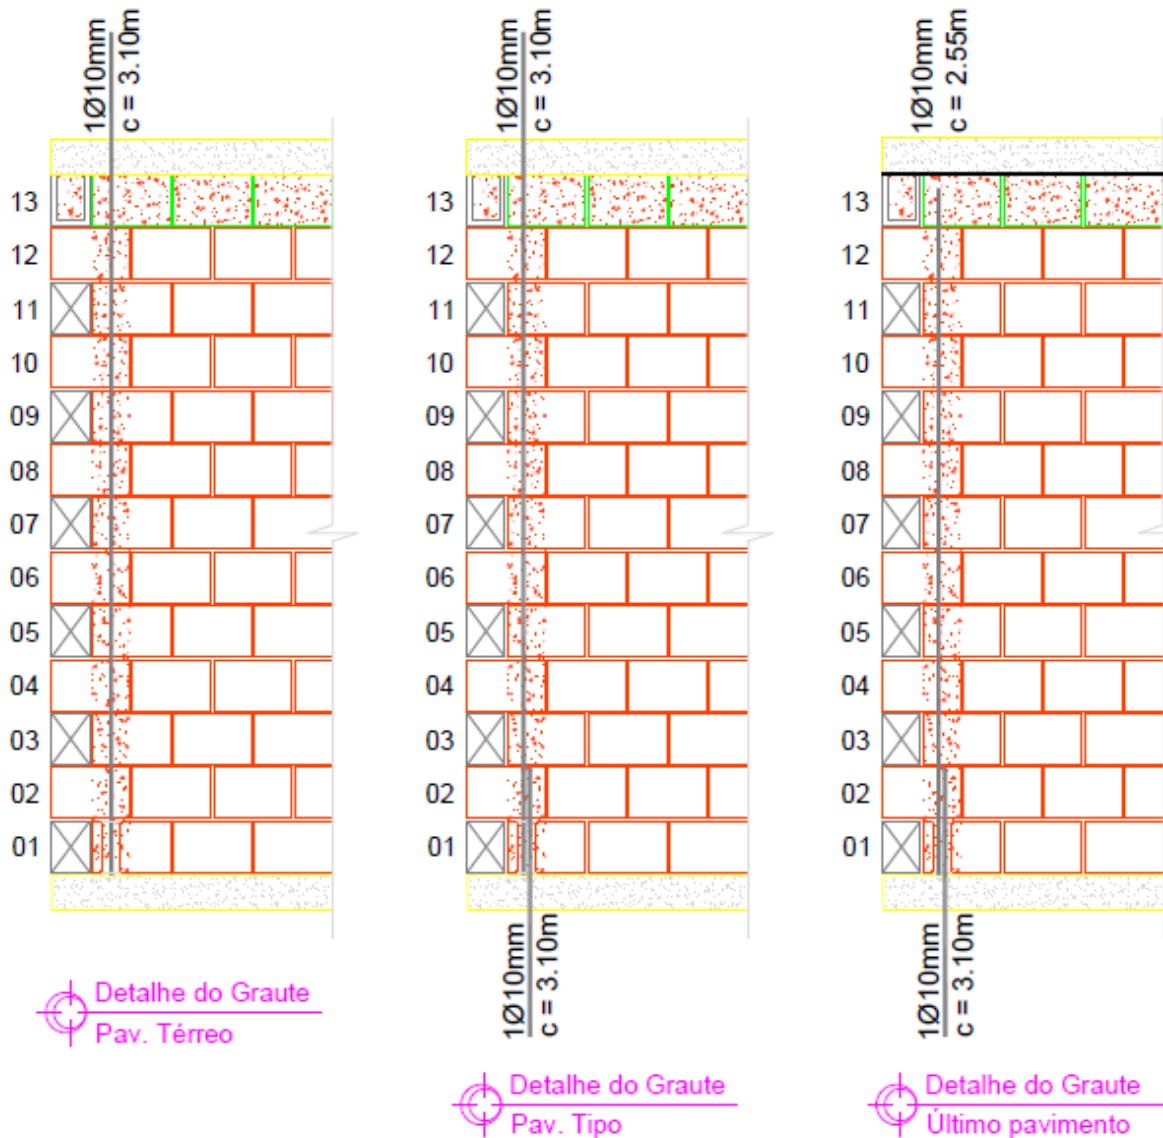 1Ø10mm
c = 3.10m
13
12
11
10
09
08
07
06
05
04
03
02
01
Detalhe do Graute
Pav. Térreo
1Ø10mm
c = 3.10m
13
12
11
10
09
08
07
06
05
04
03
02
01
1Ø10mm
c = 3.10m
Detalhe do Graute
Pav. Tipo
1Ø10mm
c = 2.55m
13
12
11
10
09
08
07
06
05
04
03
02
01
1Ø10mm
c = 3.10m
Detalhe do Graute
Último pavimento